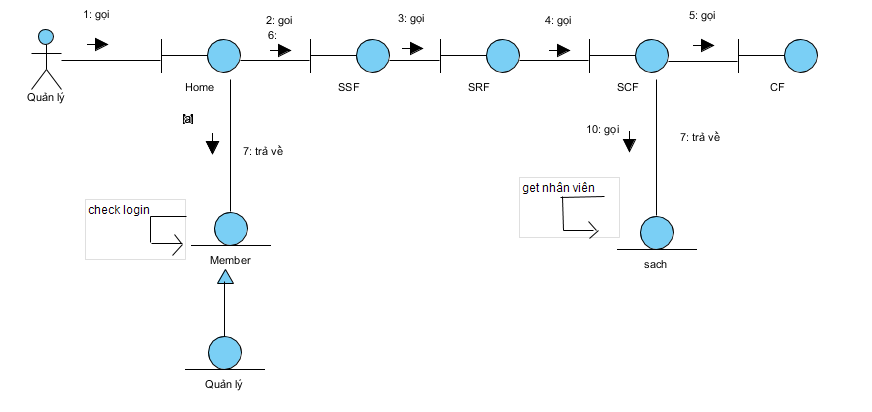 1: gọi
2: gọi
6:
3: gọi
4: gọi
5: gọi
Quản lý
Home
SSF
SRF
SCF
CF
7: trả về
10: gọi
7: trả về
check login
get nhân viên
Member
sach
Quản lý